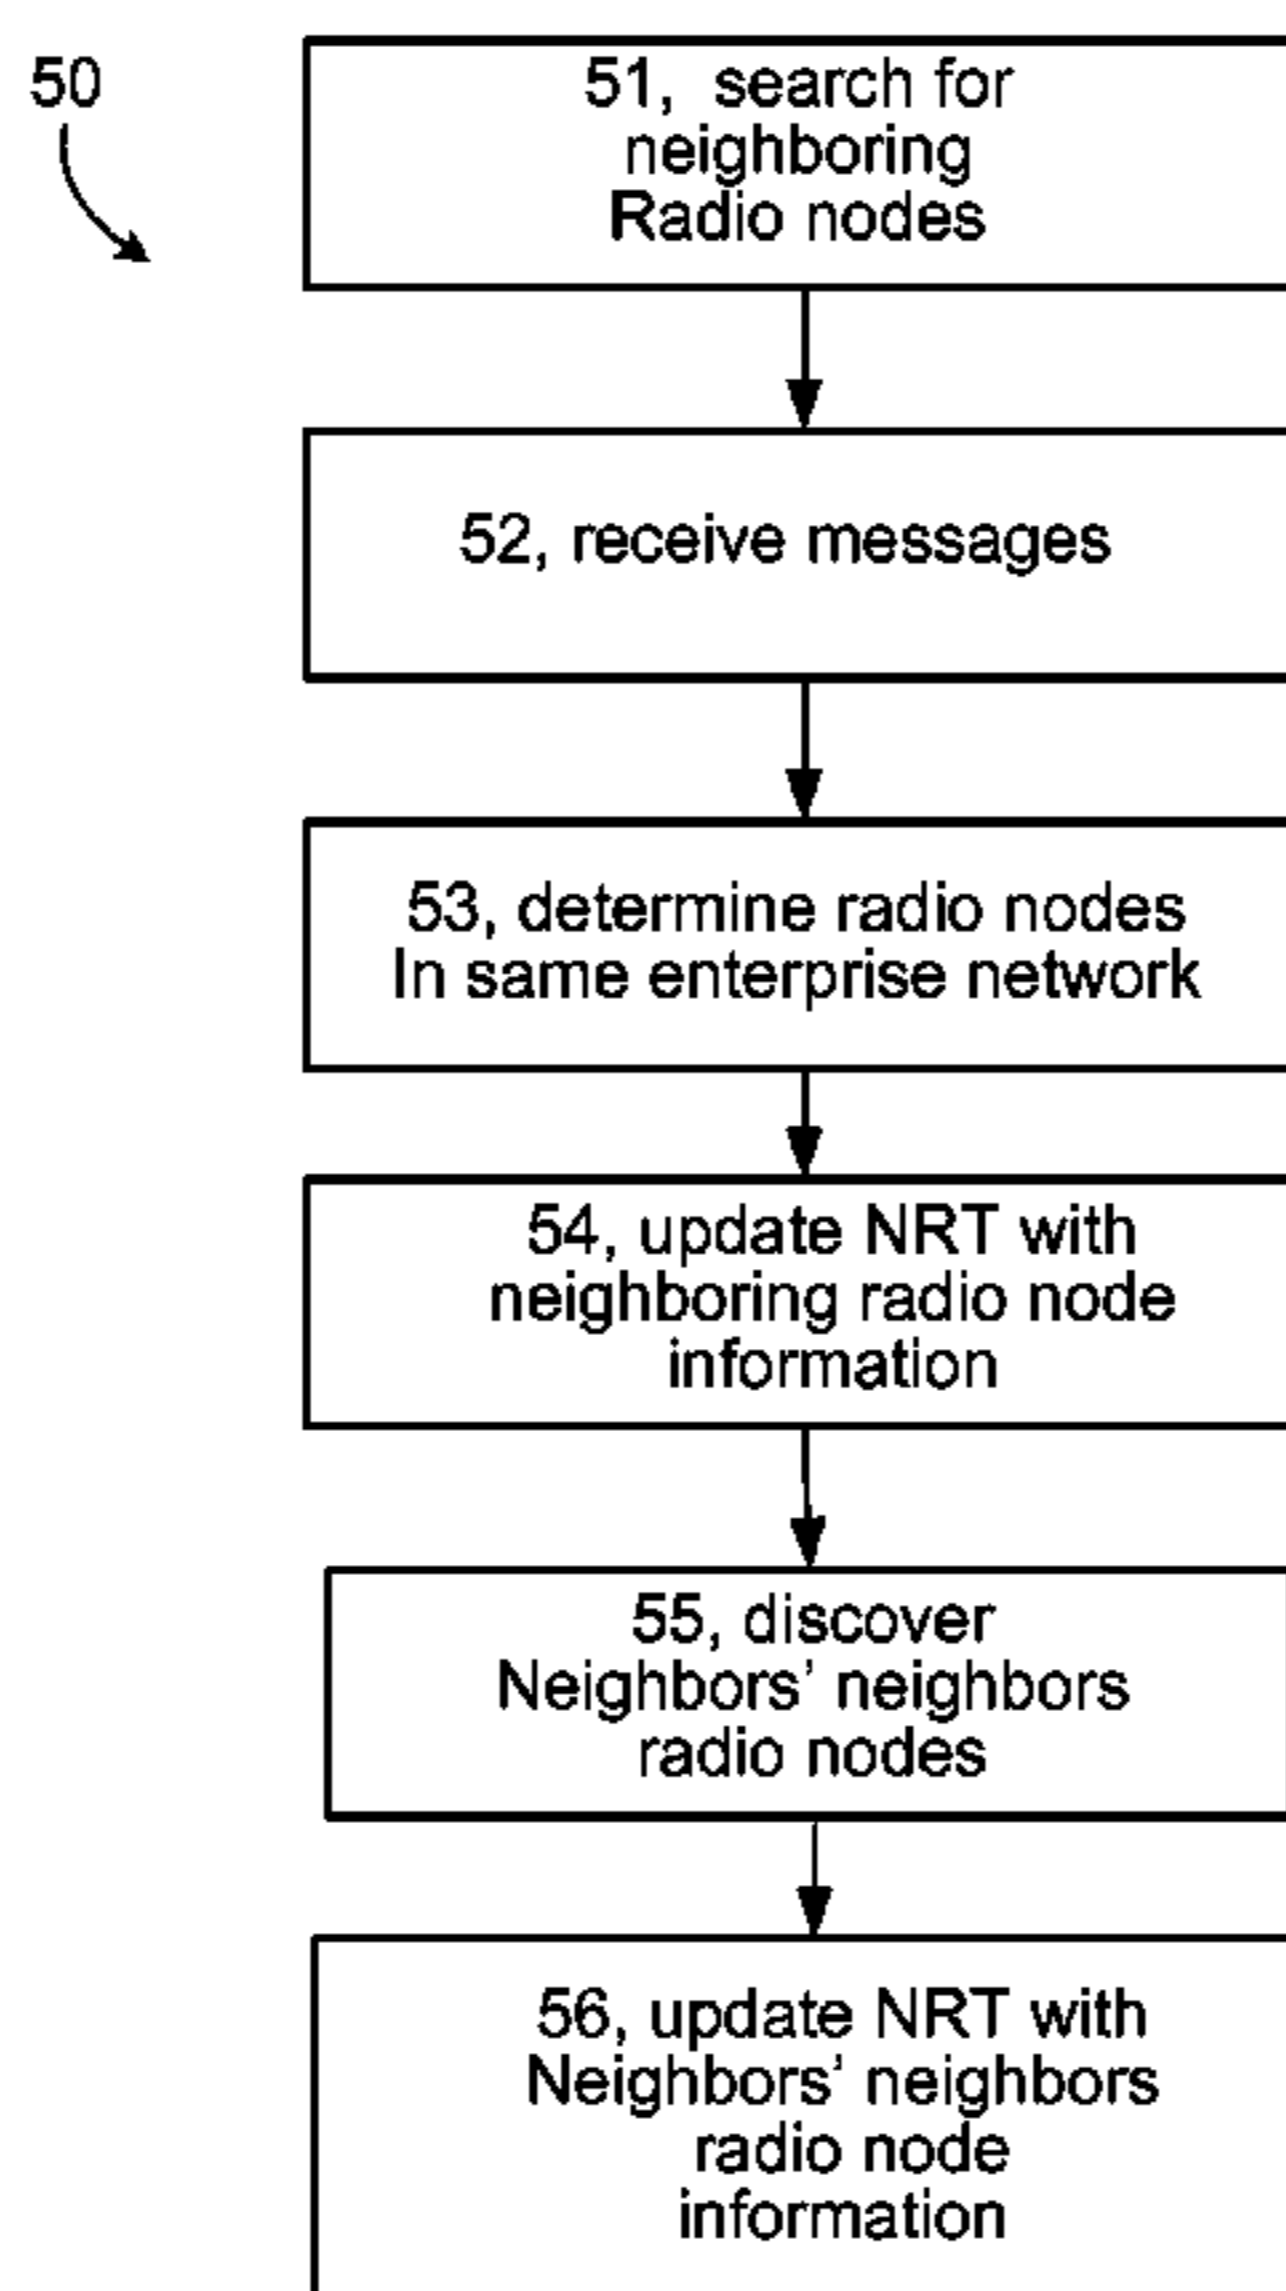 50
51, search for
neighboring
Radio nodes
52, receive messages
53, determine radio nodes
In same enterprise network
54, update NRT with
neighboring radio node
information
55, discover
Neighbors' neighbors
radio nodes
56, update NRT with
Neighbors' neighbors
radio node
information